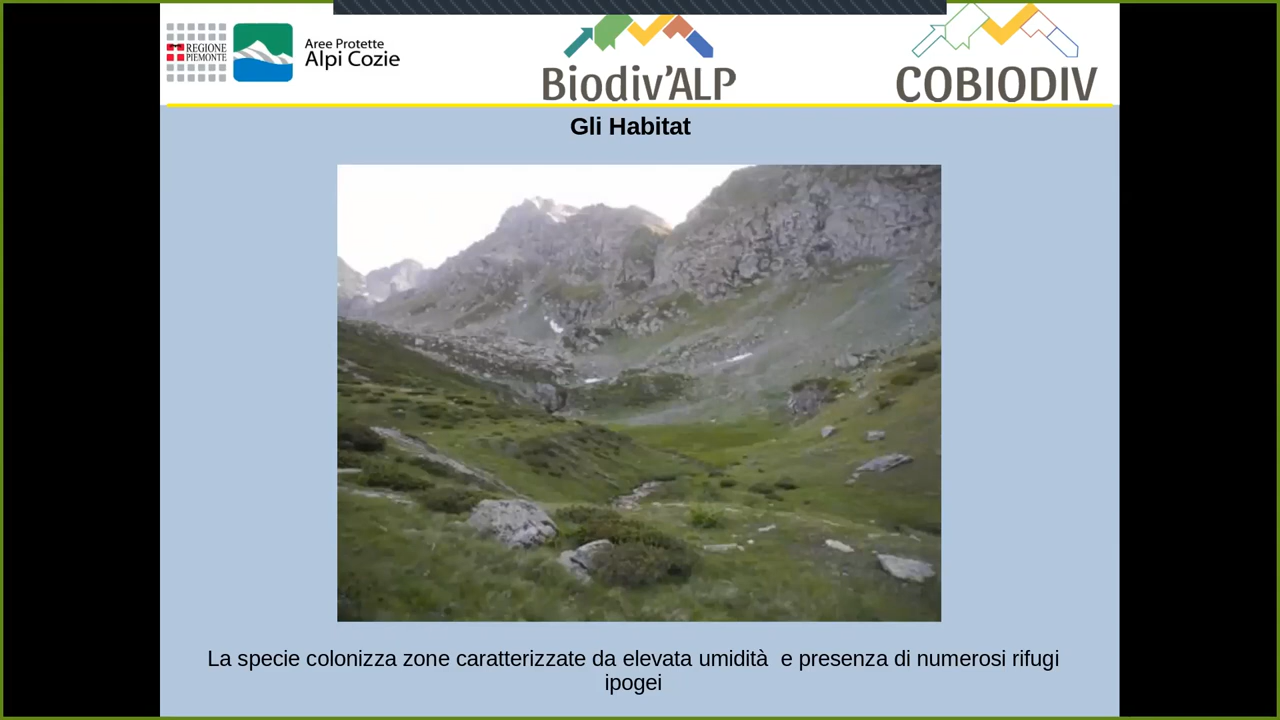 REGIONE
PIEMONTE
Aree Protette
Alpi Cozie
Biodiv'ALP
COBIODIV
Gli Habitat
La specie colonizza zone caratterizzate da elevata umidità  e presenza di numerosi rifugi
ipogei